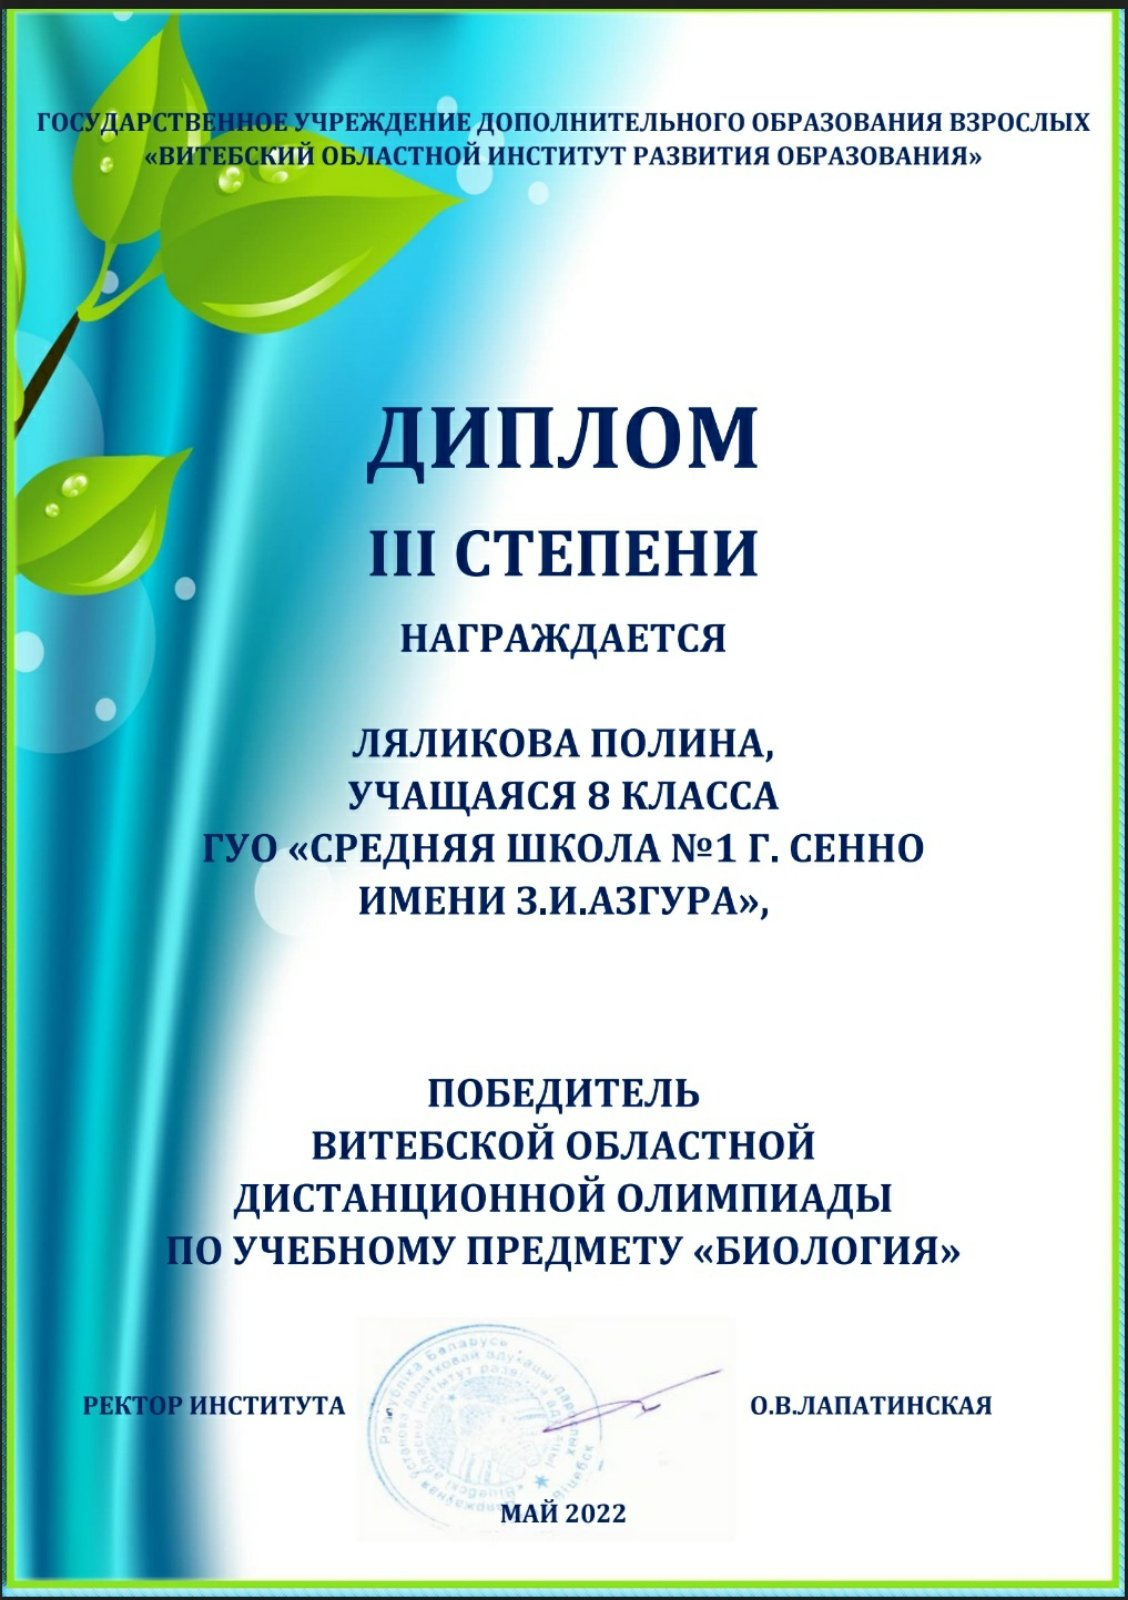 ГОСУДАРСТВЕННОЕ УЧРЕЖДЕНИЕ ДОПОЛНИТЕЛЬНОГО ОБРАЗОВАНИЯ ВЗРОСЛЫХ
«ВИТЕБСКИЙ ОБЛАСТНОЙ ИНСТИТУТ РАЗВИТИЯ ОБРАЗОВАНИЯ»
ДИПЛОМ
III СТЕПЕНИ
НАГРАЖДАЕТСЯ
ЛЯЛИКОВА ПОЛИНА,
УЧАЩАЯСЯ 8 КЛАССА
ГУО «СРЕДНЯЯ ШКОЛА №1 Г. СЕННО
ИМЕНИ З.И.АЗГУРА»,
ПОБЕДИТЕЛЬ
ВИТЕБСКОЙ ОБЛАСТНОЙ
ДИСТАНЦИОННОЙ ОЛИМПИАДЫ
ПО УЧЕБНОМУ ПРЕДМЕТУ «БИОЛОГИЯ»
РЕКТОР ИНСТИТУТА
О.В.ЛАПАТИНСКАЯ
Рэспубліка Беларусь
МАЙ 2022